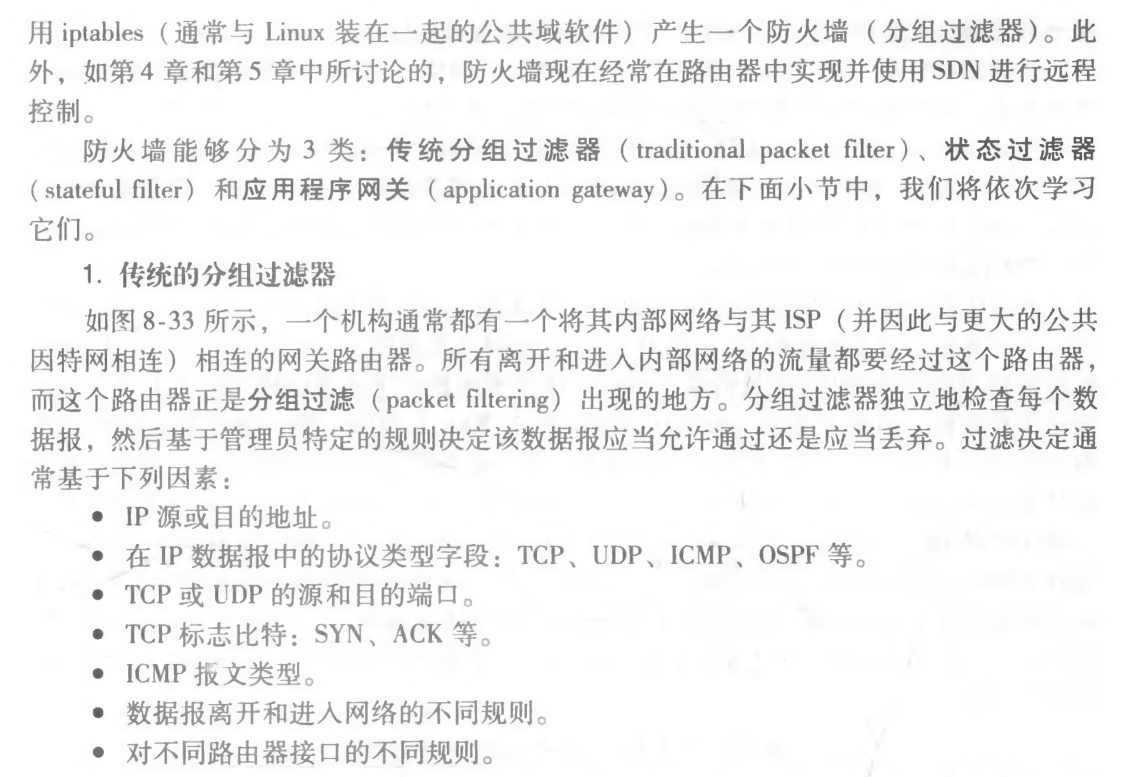 用 iptables（通常与 Linux 装在一起的公共域软件）产生一个防火墙（分组过滤器）。此
外，如第 4 章和第 5 章中所讨论的，防火墙现在经常在路由器中实现并使用 SDN 进行远程
控制。
防火墙能够分为 3 类：传统分组过滤器（traditional packet filter）、状态过滤器
（stateful filter）和应用程序网关（application gateway）。在下面小节中，我们将依次学习
它们。
1. 传统的分组过滤器
如图 8-33 所示，一个机构通常都有一个将其内部网络与其 ISP（并因此与更大的公共
因特网相连）相连的网关路由器。所有离开和进入内部网络的流量都要经过这个路由器，
而这个路由器正是分组过滤（packet filtering）出现的地方。分组过滤器独立地检查每个数
据报，然后基于管理员特定的规则决定该数据报应当允许通过还是应当丢弃。过滤决定通
常基于下列因素：
● IP 源或目的地址。
● 在 IP 数据报中的协议类型字段：TCP、UDP、ICMP、OSPF 等。
● TCP 或 UDP 的源和目的端口。
● TCP 标志比特：SYN、ACK 等。
● ICMP 报文类型。
● 数据报离开和进入网络的不同规则。
● 对不同路由器接口的不同规则。